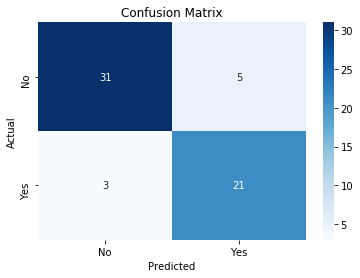 Confusion Matrix
Actual
No
31
5
Yes
3
21
No
Yes
Predicted
30
25
20
15
10
5